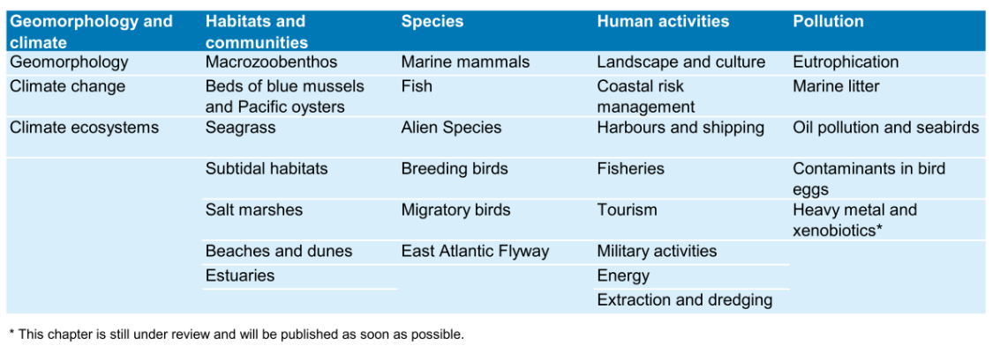 Geomorphology and climate | Habitats and communities | Species | Human activities | Pollution
Geomorphology | Macrozoobenthos | Marine mammals | Landscape and culture | Eutrophication
Climate change | Beds of blue mussels and Pacific oysters | Fish | Coastal risk management | Marine litter
Climate ecosystems | Seagrass | Alien Species | Harbours and shipping | Oil pollution and seabirds
Subtidal habitats | Breeding birds | Fisheries | Contaminants in bird eggs
Salt marshes | Migratory birds | Tourism | Heavy metal and xenobiotics*
Beaches and dunes | East Atlantic Flyway | Military activities
Estuaries | Energy
Extraction and dredging
* This chapter is still under review and will be published as soon as possible.